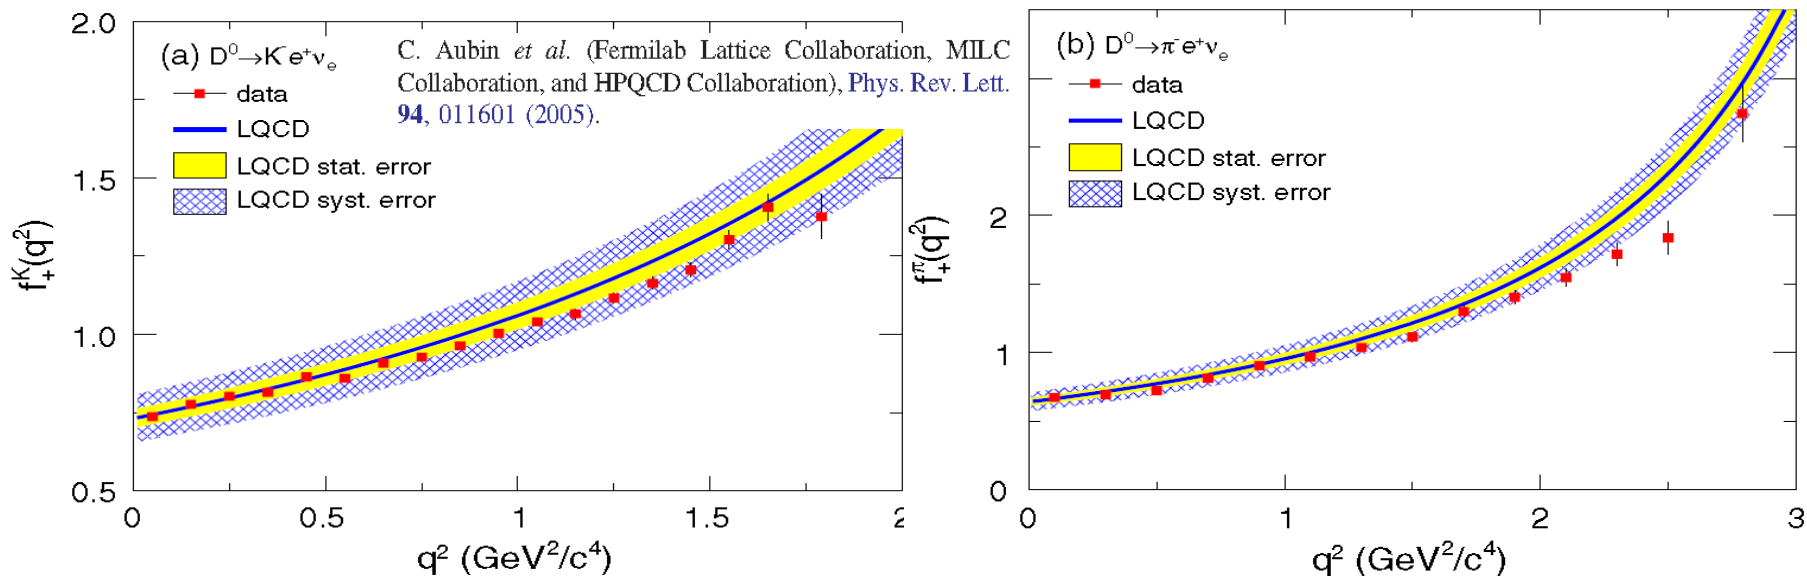 (a) D⁰→K⁻e⁺νₑ
C. Aubin et al. (Fermilab Lattice Collaboration, MILC
Collaboration, and HPQCD Collaboration), Phys. Rev. Lett.
94, 011601 (2005).
data
LQCD
LQCD stat. error
LQCD syst. error
2.0
1.5
1.0
0.5
f₊ᴷ(q²)
0
0.5
1
1.5
2
q² (GeV²/c⁴)
(b) D⁰→π⁻e⁺νₑ
data
LQCD
LQCD stat. error
LQCD syst. error
2
1
0
f₊^π(q²)
0
1
2
3
q² (GeV²/c⁴)